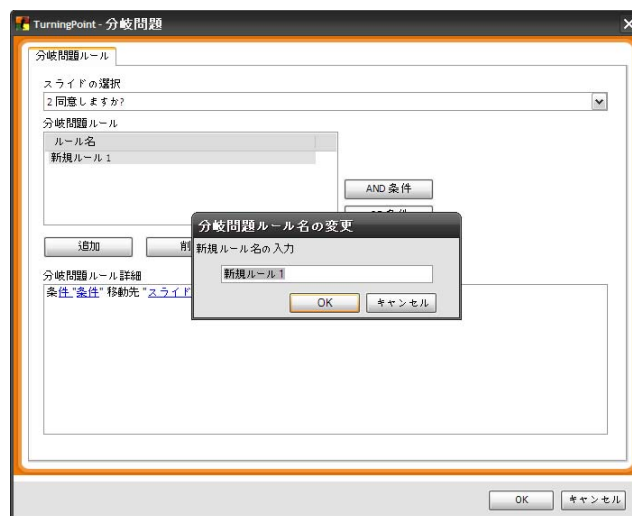 TurningPoint - 分岐問題
分岐問題ルール
スライドの選択
2 同意しますか?
分岐問題ルール
ルール名
新規ルール 1
AND 条件
分岐問題ルール名の変更
追加
新規ルール名の入力
新規ルール 1
分岐問題ルール詳細
条件 "条件" 移動先 "スライド
OK キャンセル
OK キャンセル